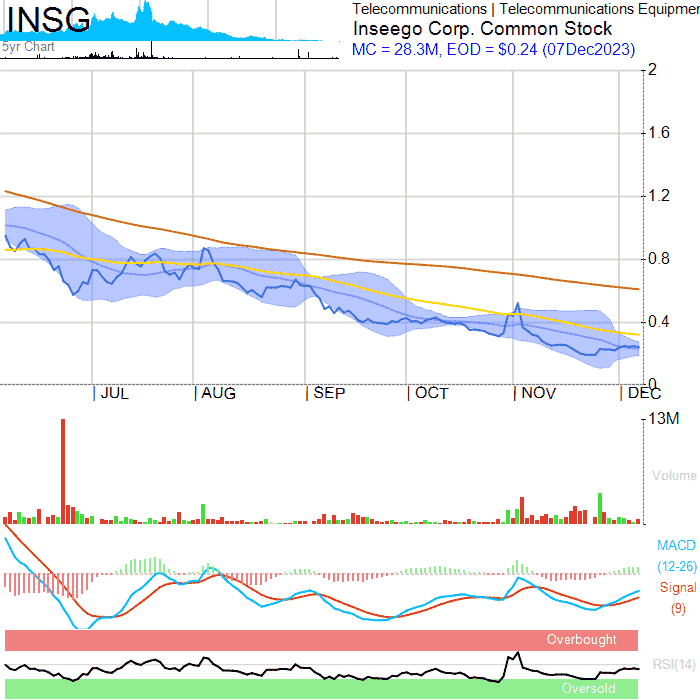 INSG
5yr Chart
Telecommunications | Telecommunications Equipmen
Inseego Corp. Common Stock
MC = 28.3M, EOD = $0.24 (07Dec2023)
2
1.6
1.2
0.8
0.4
0
JUL AUG SEP OCT NOV DEC
13M
Volume
MACD
(12-26)
Signal
(9)
Overbought
RSI(14)
Oversold